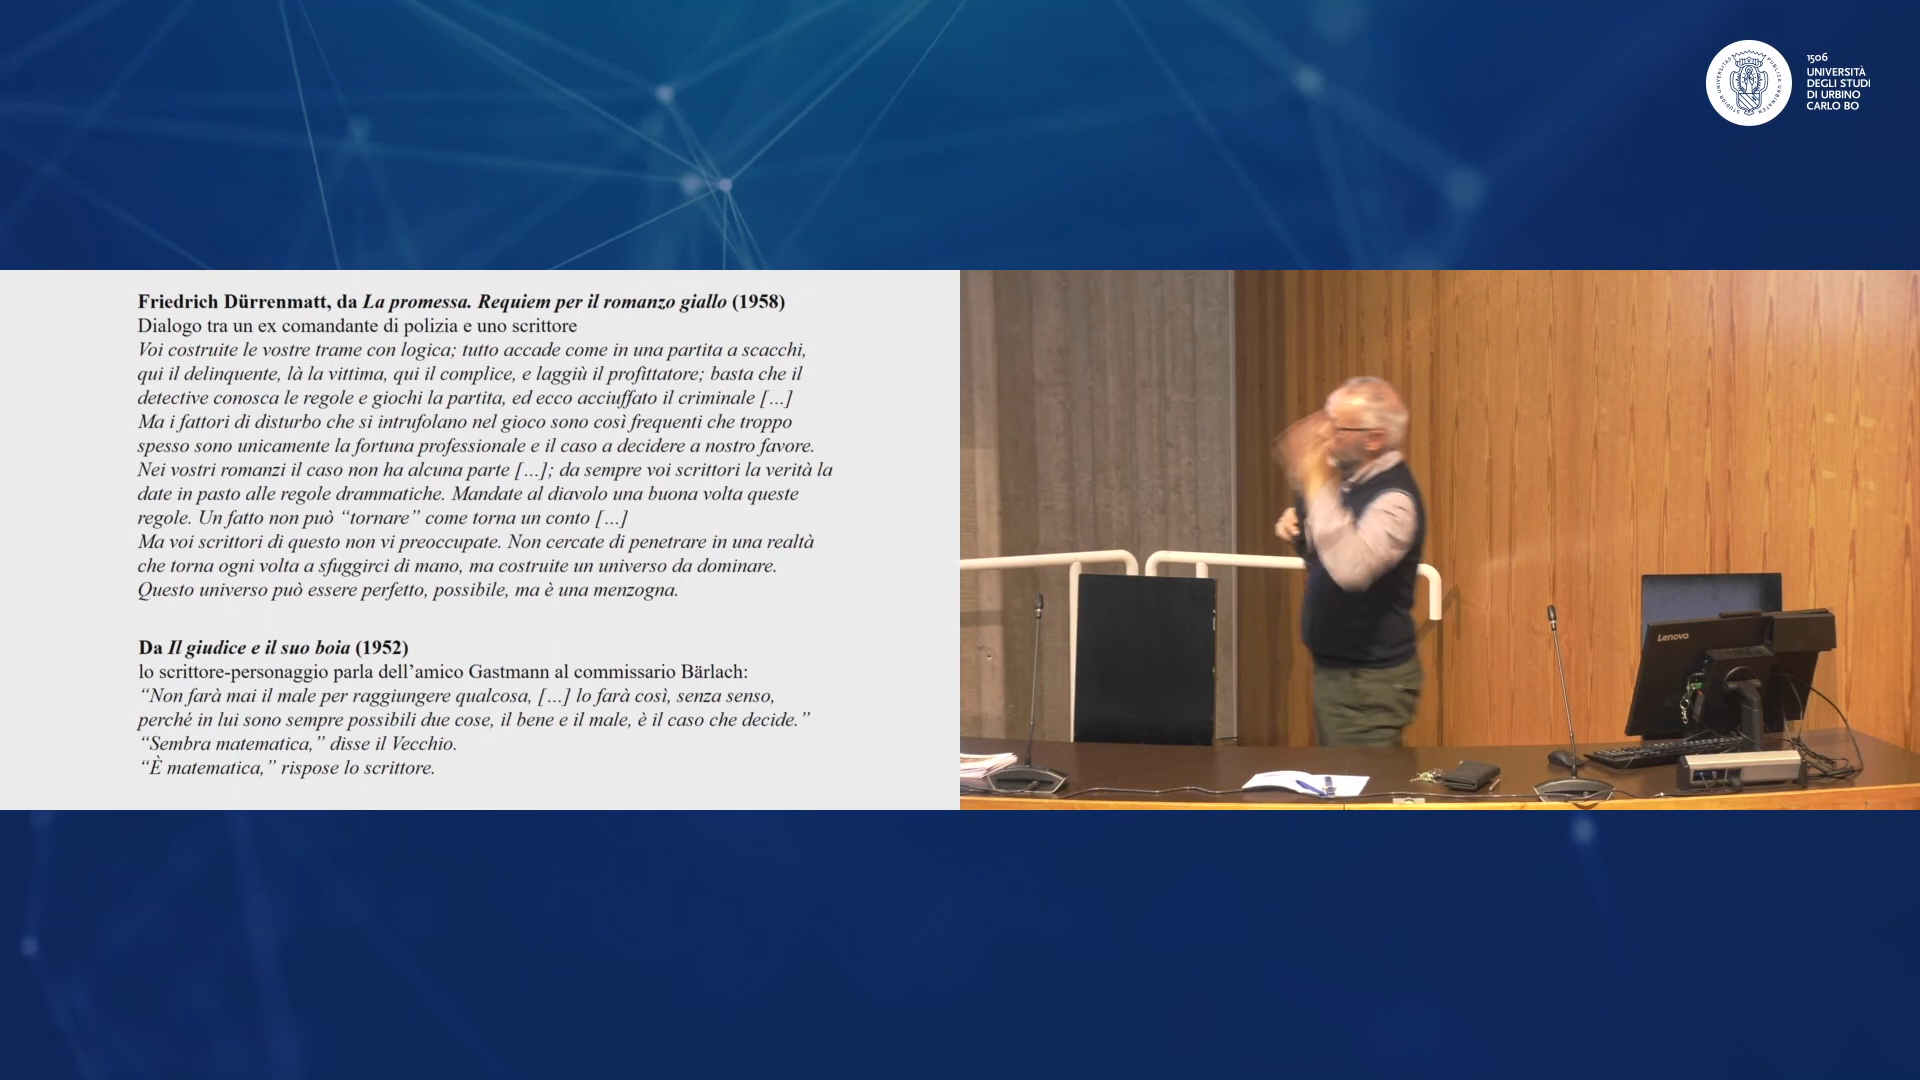 1506
UNIVERSITÀ
DEGLI STUDI
DI URBINO
CARLO BO
Friedrich Dürrenmatt, da La promessa. Requiem per il romanzo giallo (1958)
Dialogo tra un ex comandante di polizia e uno scrittore
Voi costruite le vostre trame con logica; tutto accade come in una partita a scacchi,
qui il delinquente, là la vittima, qui il complice, e laggiù il profittatore; basta che il
detective conosca le regole e giochi la partita, ed ecco acciuffato il criminale […]
Ma i fattori di disturbo che si intrufolano nel gioco sono così frequenti che troppo
spesso sono unicamente la fortuna professionale e il caso a decidere a nostro favore.
Nei vostri romanzi il caso non ha alcuna parte […]; da sempre voi scrittori la verità la
date in pasto alle regole drammatiche. Mandate al diavolo una buona volta queste
regole. Un fatto non può “tornare” come torna un conto […]
Ma voi scrittori di questo non vi preoccupate. Non cercate di penetrare in una realtà
che torna ogni volta a sfuggirci di mano, ma costruite un universo da dominare.
Questo universo può essere perfetto, possibile, ma è una menzogna.
Da Il giudice e il suo boia (1952)
lo scrittore-personaggio parla dell’amico Gastmann al commissario Bärlach:
“Non farà mai il male per raggiungere qualcosa, […] lo farà così, senza senso,
perché in lui sono sempre possibili due cose, il bene e il male, è il caso che decide.”
“Sembra matematica,” disse il Vecchio.
“È matematica,” rispose lo scrittore.
Lenovo